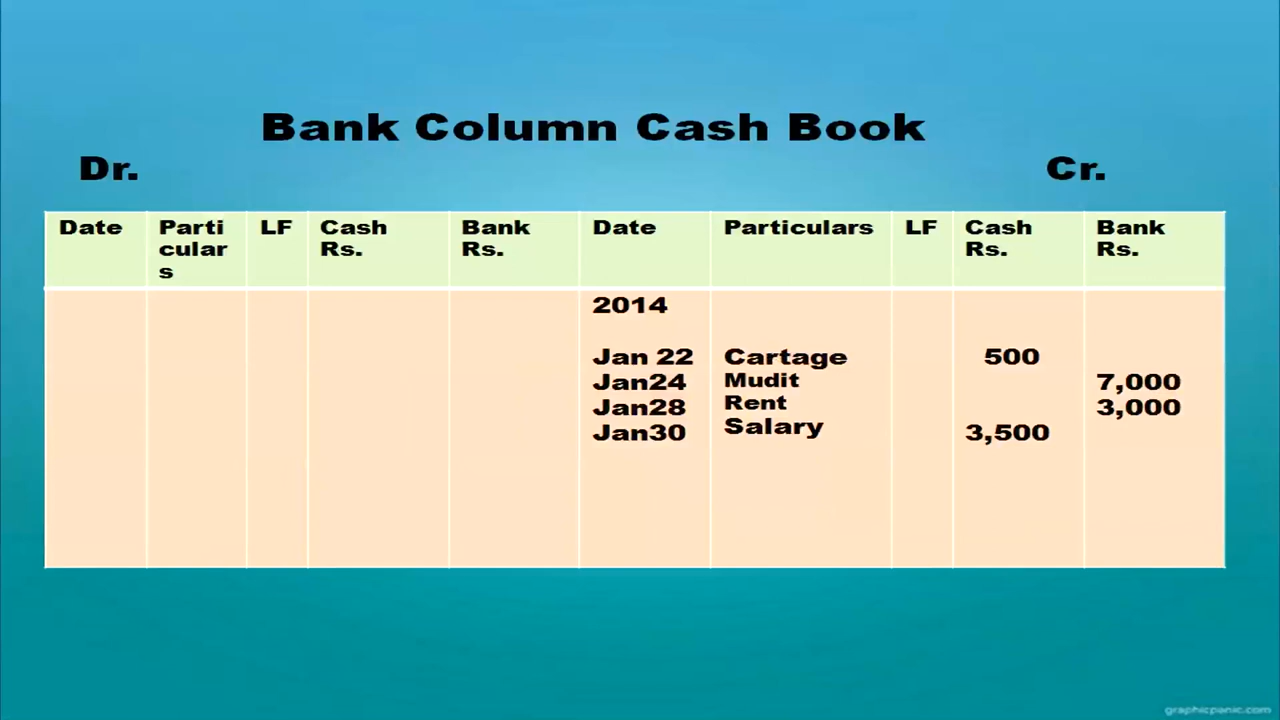 Bank Column Cash Book
Dr. Cr.
Date Parti LF Cash Bank Date Particulars LF Cash Bank
cular Rs. Rs. Rs. Rs.
s
2014
Jan 22 Cartage 500
Jan24 Mudit 7,000
Jan28 Rent 3,000
Jan30 Salary 3,500
graphicpanic.com